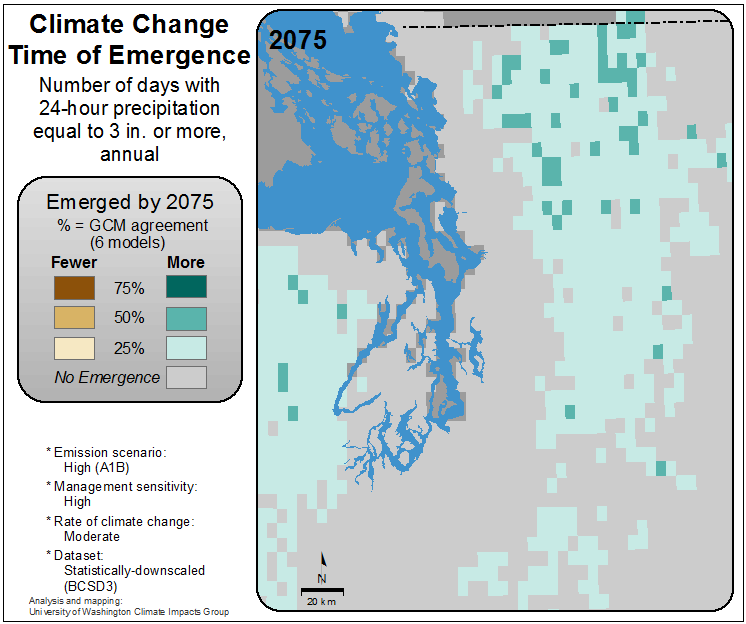 Climate Change
Time of Emergence
Number of days with
24-hour precipitation
equal to 3 in. or more,
annual
Emerged by 2075
% = GCM agreement
(6 models)
Fewer More
75%
50%
25%
No Emergence
* Emission scenario:
High (A1B)
* Management sensitivity:
High
* Rate of climate change:
Moderate
* Dataset:
Statistically-downscaled
(BCSD3)
Analysis and mapping:
University of Washington Climate Impacts Group
2075
N
20 km